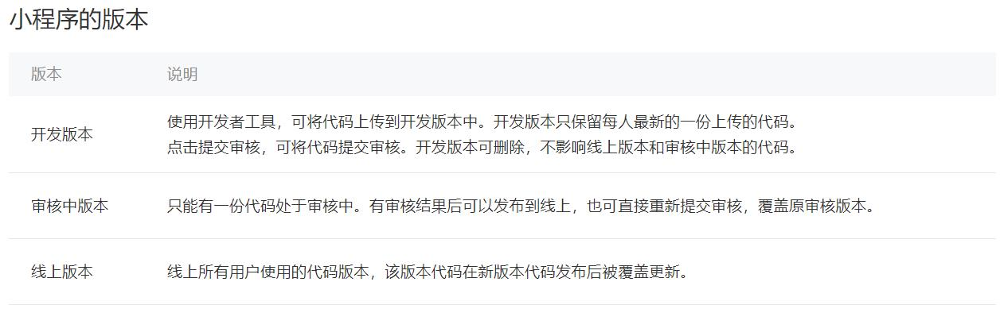 小程序的版本
版本 说明
开发版本
使用开发者工具，可将代码上传到开发版本中。开发版本只保留每人最新的一份上传的代码。
点击提交审核，可将代码提交审核。开发版本可删除，不影响线上版本和审核中版本的代码。
审核中版本 只能有一份代码处于审核中。有审核结果后可以发布到线上，也可直接重新提交审核，覆盖原审核版本。
线上版本 线上所有用户使用的代码版本，该版本代码在新版本代码发布后被覆盖更新。